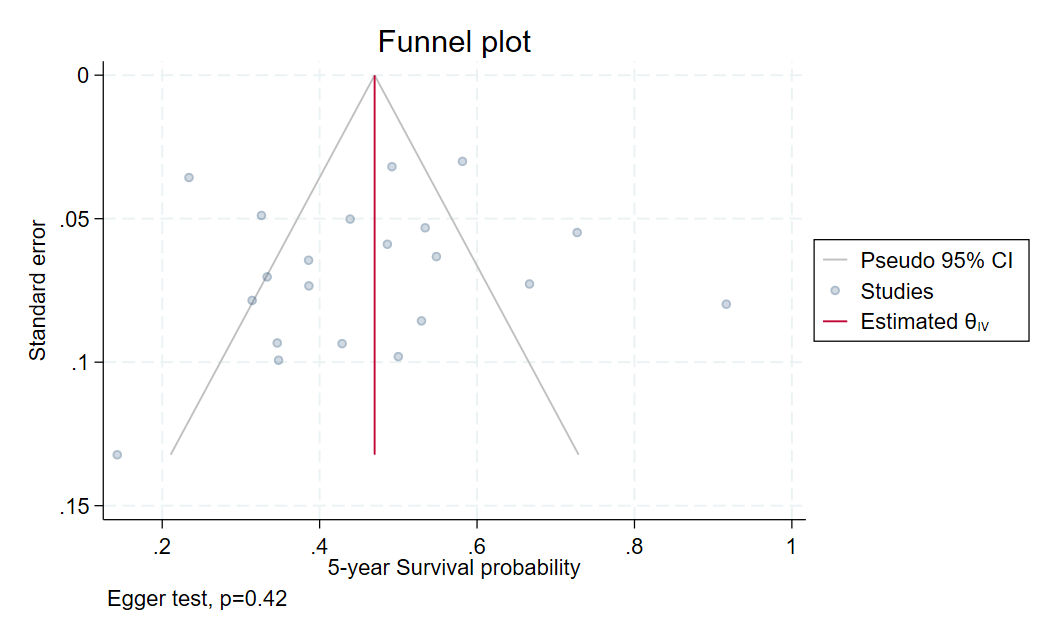 Funnel plot
0
.05
.1
.15
Standard error
.2 .4 .6 .8 1
5-year Survival probability
Pseudo 95% CI
Studies
Estimated θIV
Egger test, p=0.42